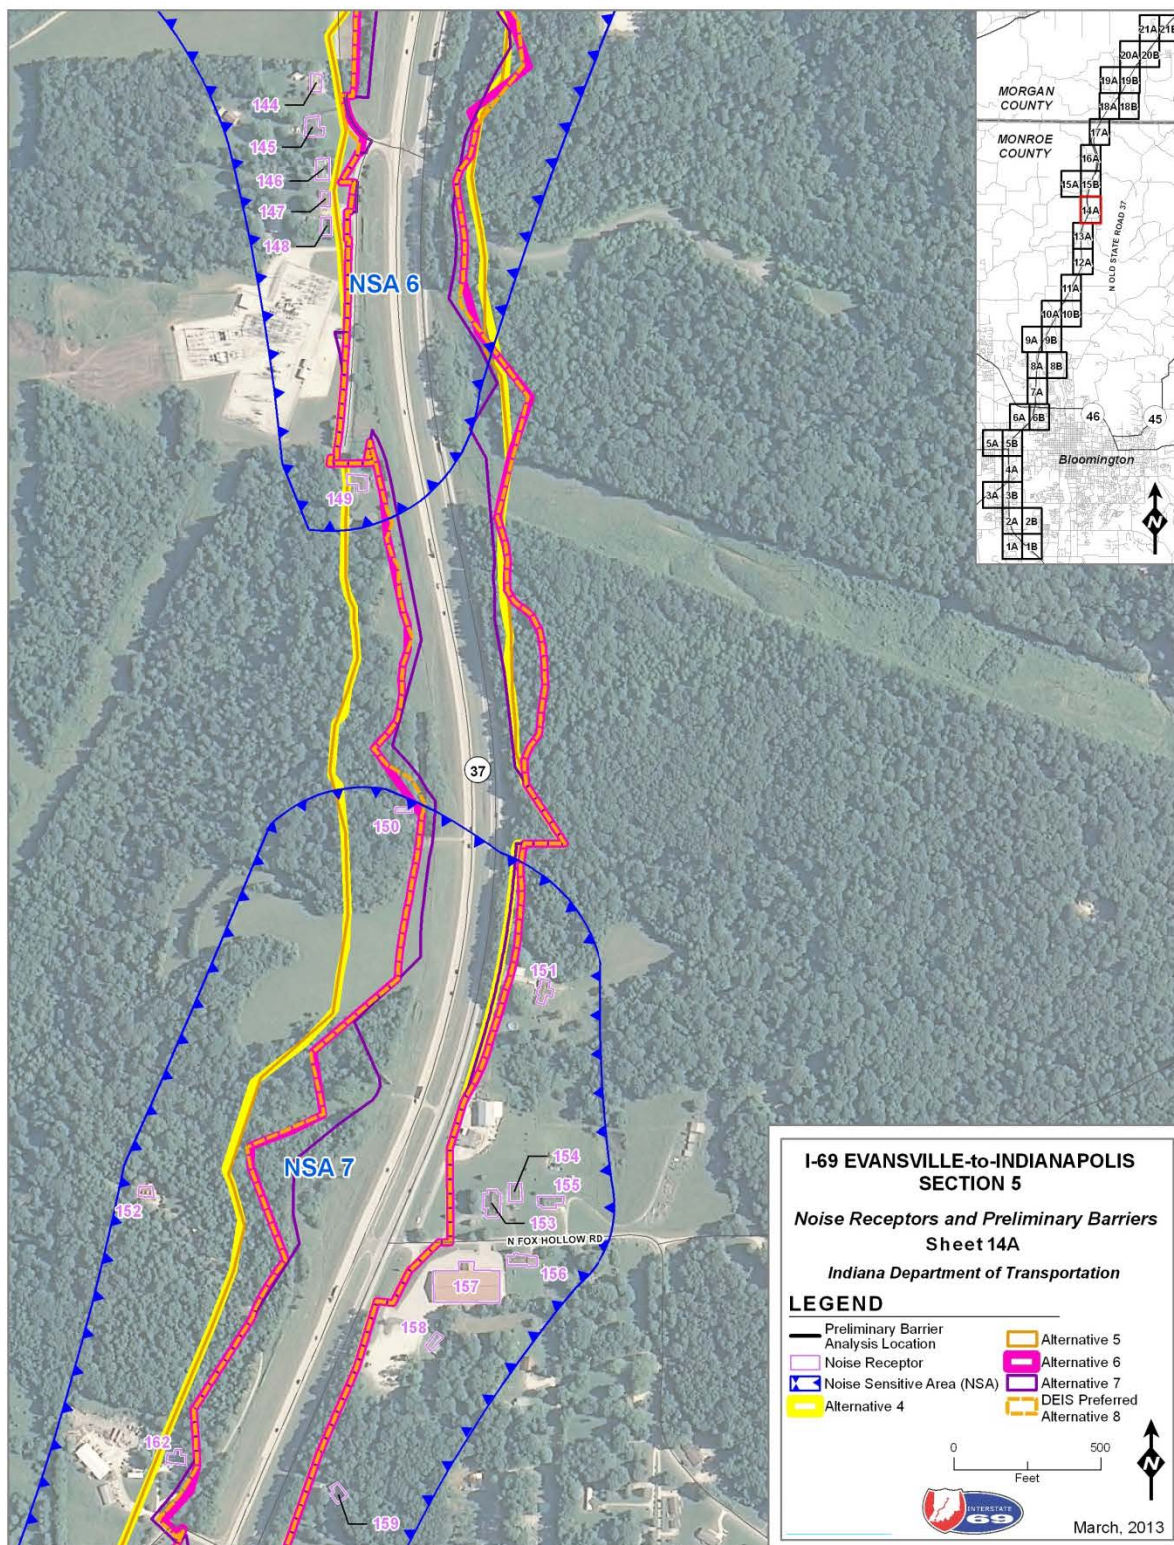 144
145
146
147
148
NSA 6
149
37
150
151
NSA 7
152
154
155
153
N FOX HOLLOW RD
156
157
158
162
159
21A 21B
20A 20B
19A 19B
18A 18B
MORGAN
COUNTY
17A
MONROE
COUNTY
16A
15A 15B
14A
13A
12A
N OLD STATE ROAD 37
11A
10A 10B
9A 9B
8A 8B
7A
6A 6B
46
45
5A 5B
Bloomington
4A
3A 3B
2A 2B
1A 1B
N
I-69 EVANSVILLE-to-INDIANAPOLIS
SECTION 5
Noise Receptors and Preliminary Barriers
Sheet 14A
Indiana Department of Transportation
LEGEND
Preliminary Barrier
Analysis Location
Noise Receptor
Noise Sensitive Area (NSA)
Alternative 4
Alternative 5
Alternative 6
Alternative 7
DEIS Preferred
Alternative 8
0 500
Feet
N
INTERSTATE
69
March, 2013